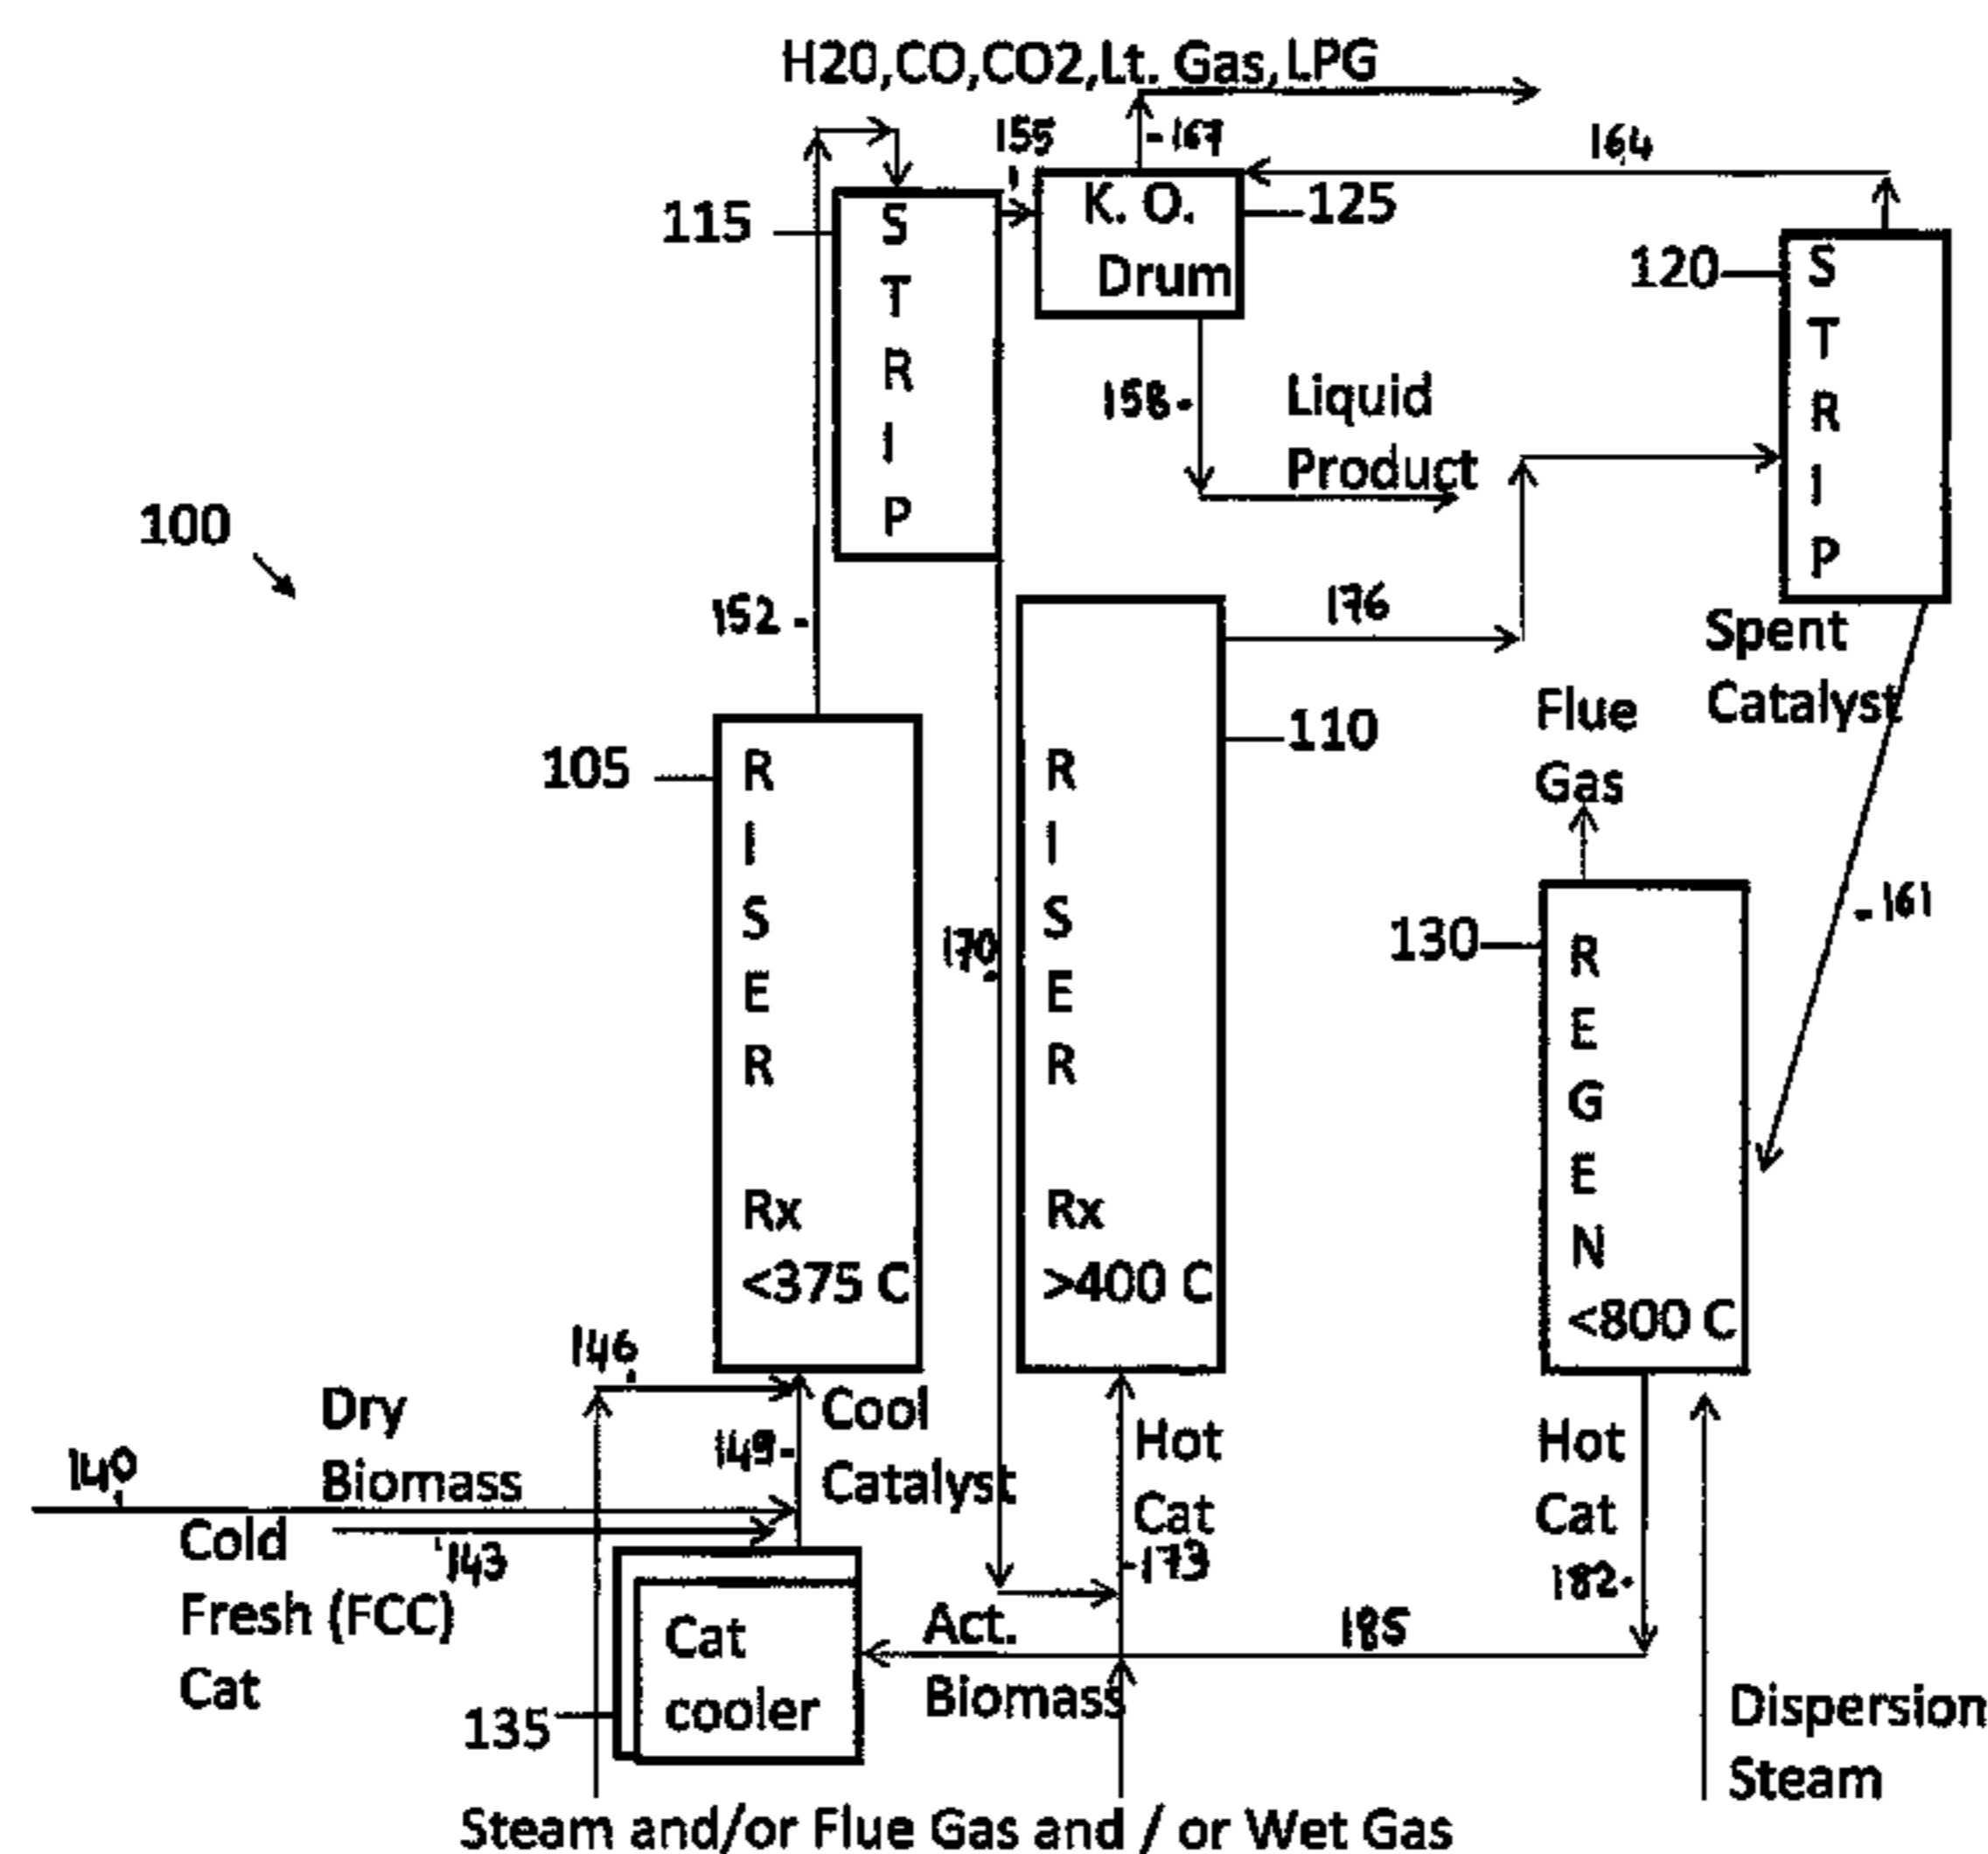 H20,CO,CO2,Lt. Gas,LPG
155
167
164
115
S
T
R
I
P
K. O.
Drum
125
120
S
T
R
I
P
158
Liquid
Product
100
152
176
Spent
Catalyst
Flue
Gas
105
R
I
S
E
R
Rx
<375 C
170
R
I
S
E
R
Rx
>400 C
110
130
R
E
G
E
N
<800 C
161
146
Dry
Biomass
140
Cold
Fresh (FCC)
Cat
143
149
Cool
Catalyst
Hot
Cat
173
Hot
Cat
182
Cat
cooler
135
Act.
Biomass
185
Dispersion
Steam
Steam and/or Flue Gas and / or Wet Gas